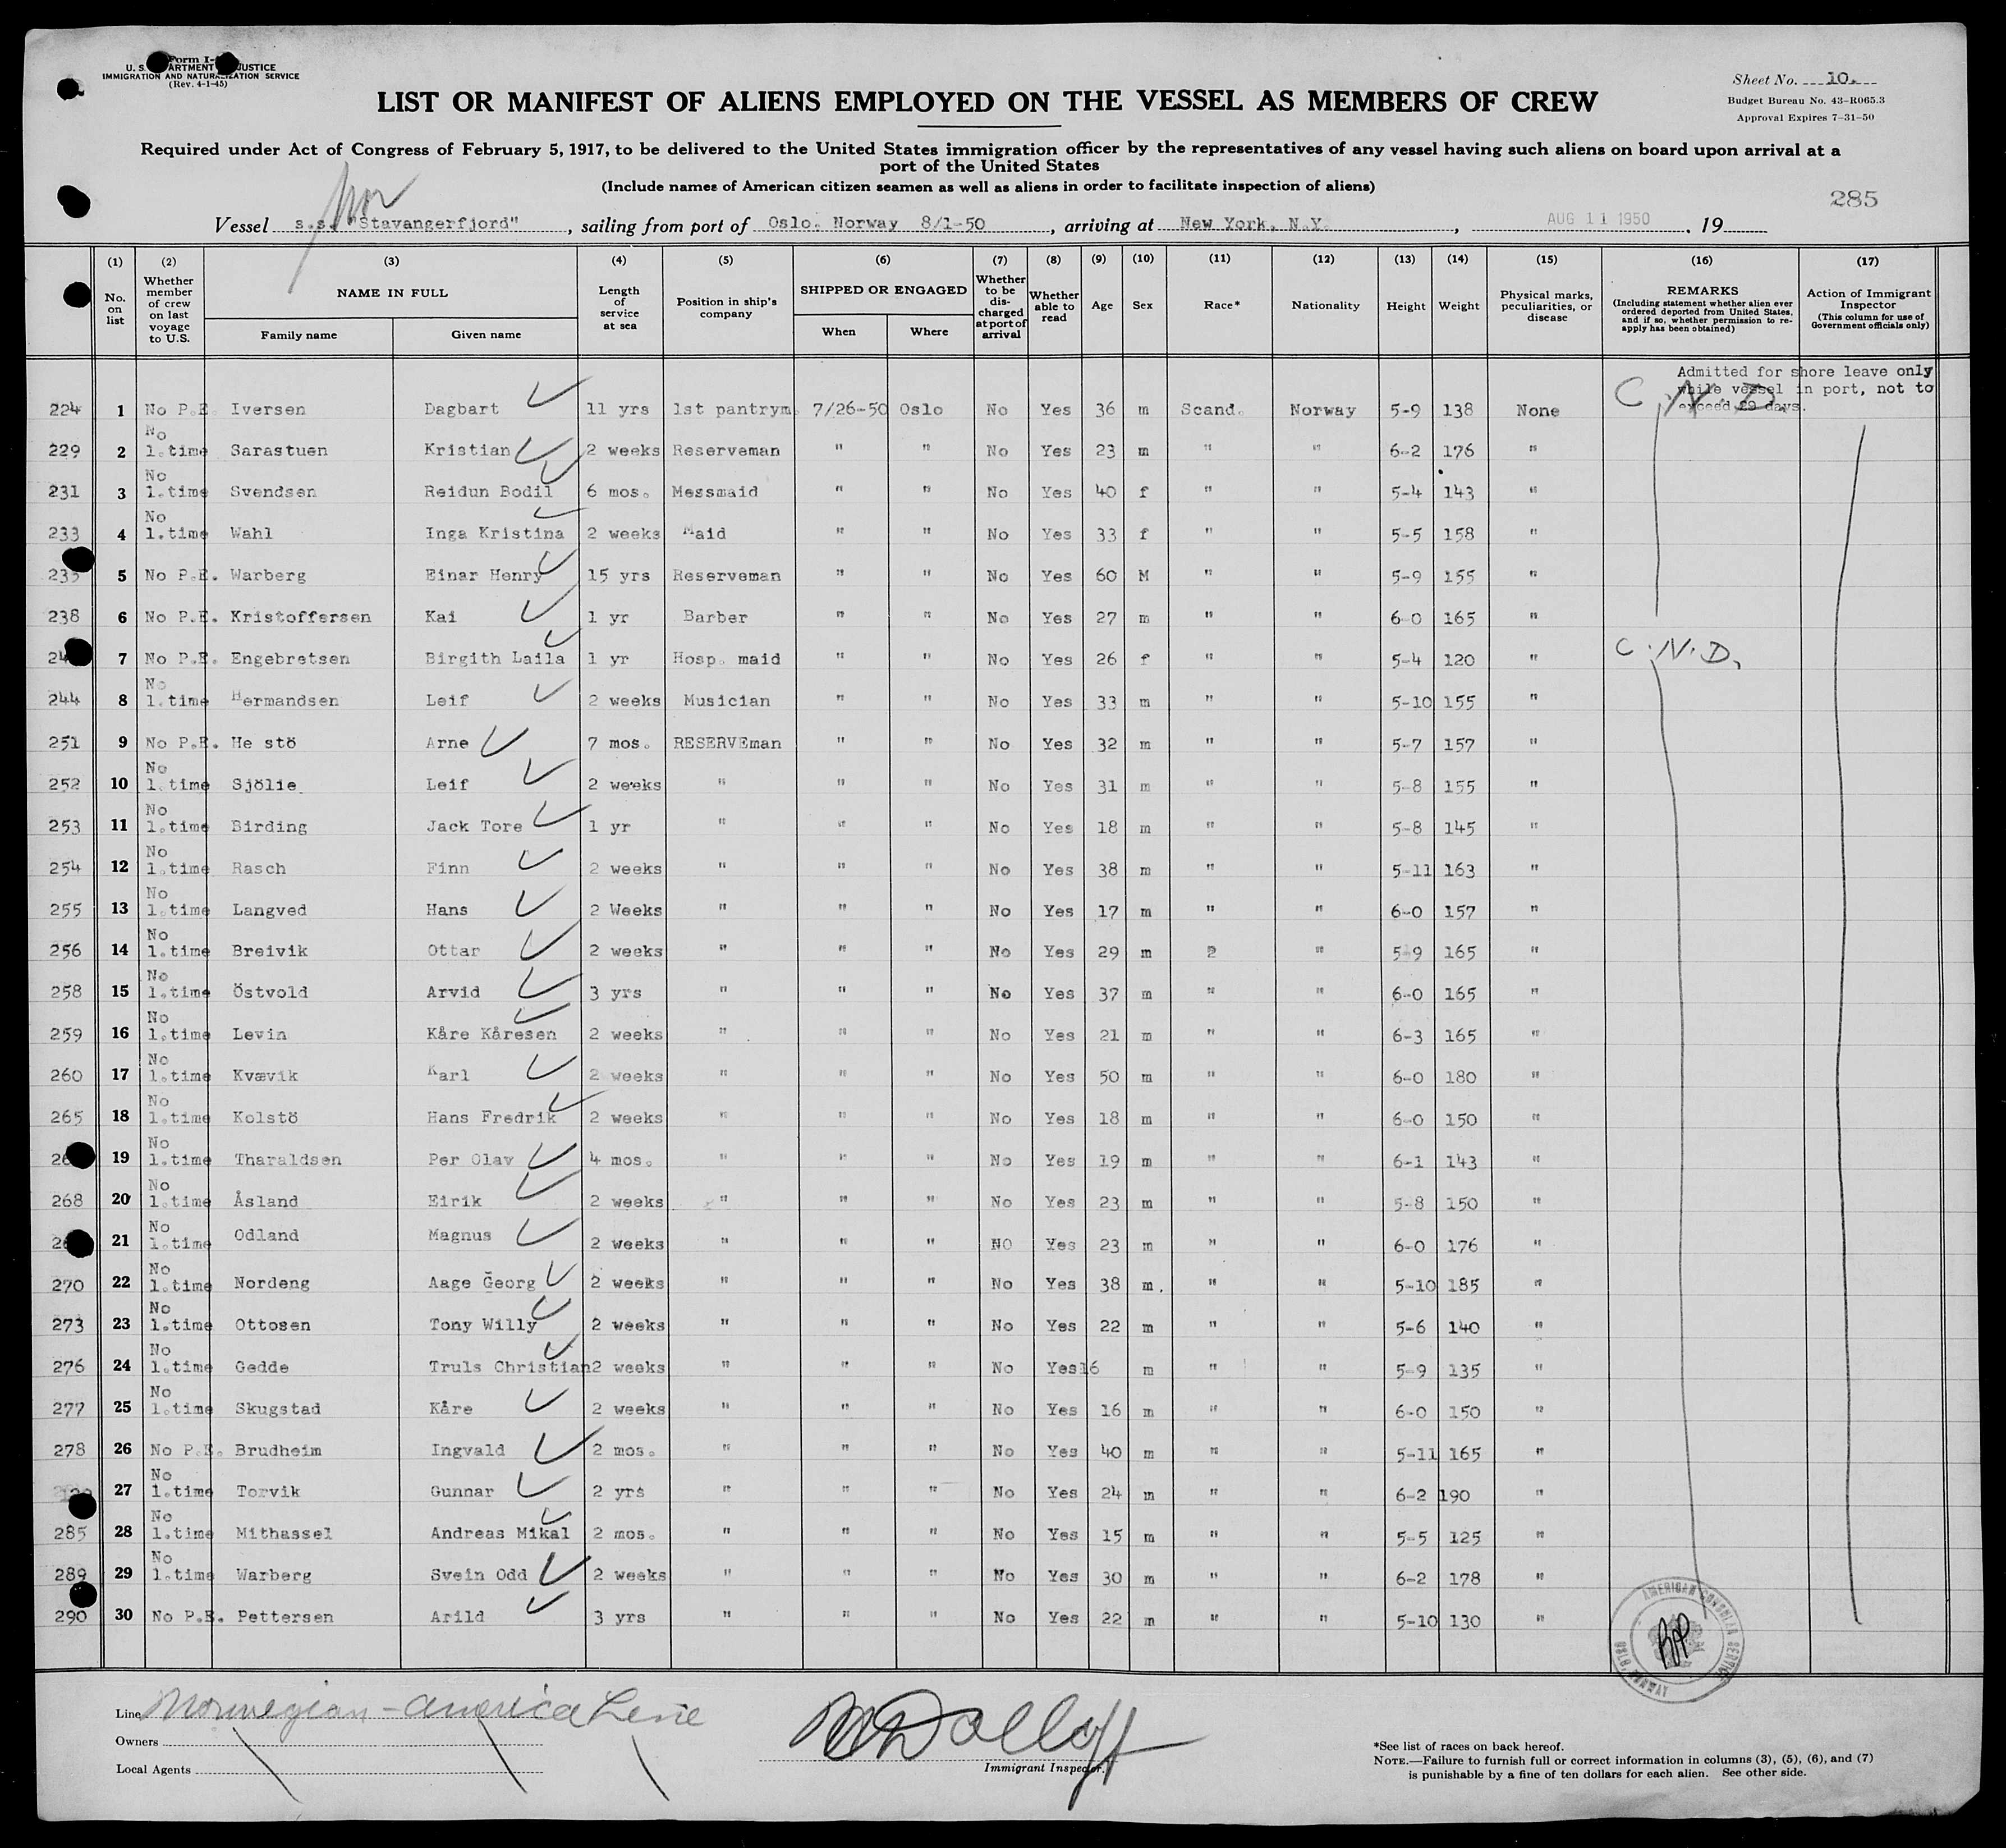 Form I-
U. S. DEPARTMENT JUSTICE
IMMIGRATION AND NATURALIZATION SERVICE
(Rev. 4-1-45)
Sheet No. 10.
Budget Bureau No. 43-R065.3
Approval Expires 7-31-50
LIST OR MANIFEST OF ALIENS EMPLOYED ON THE VESSEL AS MEMBERS OF CREW
Required under Act of Congress of February 5, 1917, to be delivered to the United States immigration officer by the representatives of any vessel having such aliens on board upon arrival at a
port of the United States
(Include names of American citizen seamen as well as aliens in order to facilitate inspection of aliens)
285
Nor
Vessel s.s. "Stavangerfjord", sailing from port of Oslo. Norway 8/1-50, arriving at New York, N.Y., AUG 11 1950, 19
(1) (2) (3) (4) (5) (6) (7) (8) (9) (10) (11) (12) (13) (14) (15) (16) (17)
No. on list
Whether member of crew on last voyage to U.S.
NAME IN FULL
Family name Given name
Length of service at sea
Position in ship's company
SHIPPED OR ENGAGED
When Where
Whether to be discharged at port of arrival
Whether able to read
Age
Sex
Race*
Nationality
Height
Weight
Physical marks, peculiarities, or disease
REMARKS
(Including statement whether alien ever ordered deported from United States, and if so, whether permission to reapply has been obtained)
Action of Immigrant Inspector
(This column for use of Government officials only)
Admitted for shore leave only
while vessel in port, not to
exceed 29 days.
224 1 No P.E. Iversen Dagbart 11 yrs 1st pantrym. 7/26-50 Oslo No Yes 36 m Scand. Norway 5-9 138 None C.N.D.
229 2 No 1.time Sarastuen Kristian 2 weeks Reserveman " " No Yes 23 m " " 6-2 176 "
231 3 No 1.time Svendsen Reidun Bodil 6 mos. Messmaid " " No Yes 40 f " " 5-4 143 "
233 4 No 1.time Wahl Inga Kristina 2 weeks Maid " " No Yes 33 f " " 5-5 158 "
235 5 No P.E. Warberg Einar Henry 15 yrs Reserveman " " No Yes 60 M " " 5-9 155 "
238 6 No P.E. Kristoffersen Kai 1 yr Barber " " No Yes 27 m " " 6-0 165 "
24 7 No P.E. Engebretsen Birgith Laila 1 yr Hosp. maid " " No Yes 26 f " " 5-4 120 " C.N.D.
244 8 No 1.time Hermandsen Leif 2 weeks Musician " " No Yes 33 m " " 5-10 155 "
251 9 No P.E. He stö Arne 7 mos. RESERVEman " " No Yes 32 m " " 5-7 157 "
252 10 No 1.time Sjölie Leif 2 weeks " " " No Yes 31 m " " 5-8 155 "
253 11 No 1.time Birding Jack Tore 1 yr " " " No Yes 18 m " " 5-8 145 "
254 12 No 1.time Rasch Finn 2 weeks " " " No Yes 38 m " " 5-11 163 "
255 13 No 1.time Langved Hans 2 Weeks " " " No Yes 17 m " " 6-0 157 "
256 14 No 1.time Breivik Ottar 2 weeks " " " No Yes 29 m 2 " 5-9 165 "
258 15 No 1.time Östvold Arvid 3 yrs " " " No Yes 37 m " " 6-0 165 "
259 16 No 1.time Levin Kåre Kåresen 2 weeks " " " No Yes 21 m " " 6-3 165 "
260 17 No 1.time Kvævik Karl 2 weeks " " " No Yes 50 m " " 6-0 180 "
265 18 No 1.time Kolstö Hans Fredrik 2 weeks " " " No Yes 18 m " " 6-0 150 "
26 19 No 1.time Tharaldsen Per Olav 4 mos. " " " No Yes 19 m " " 6-1 143 "
268 20 No 1.time Åsland Eirik 2 weeks " " " No Yes 23 m " " 5-8 150 "
2 21 No 1.time Odland Magnus 2 weeks " " " NO Yes 23 m " " 6-0 176 "
270 22 No 1.time Nordeng Aage Georg 2 weeks " " " No Yes 38 m. " " 5-10 185 "
273 23 No 1.time Ottosen Tony Willy 2 weeks " " " No Yes 22 m " " 5-6 140 "
276 24 No 1.time Gedde Truls Christian 2 weeks " " " No Yes 16 m " " 5-9 135 "
277 25 No 1.time Skugstad Kåre 2 weeks " " " No Yes 16 m " " 6-0 150 "
278 26 No P.E. Brudheim Ingvald 2 mos. " " " No Yes 40 m " " 5-11 165 "
27 No 1.time Torvik Gunnar 2 yrs " " " No Yes 24 m " " 6-2 190 "
285 28 No 1.time Mithassel Andreas Mikal 2 mos. " " " No Yes 15 m " " 5-5 125 "
289 29 No 1.time Warberg Svein Odd 2 weeks " " " No Yes 30 m " " 6-2 178 "
290 30 No P.E. Pettersen Arild 3 yrs " " " No Yes 22 m " " 5-10 130 "
AMERICAN CONSULAR SERVICE
OSLO, NORWAY
Line Norwegian-America Line
Owners
Local Agents
Immigrant Inspector.
*See list of races on back hereof.
NOTE.—Failure to furnish full or correct information in columns (3), (5), (6), and (7)
is punishable by a fine of ten dollars for each alien. See other side.